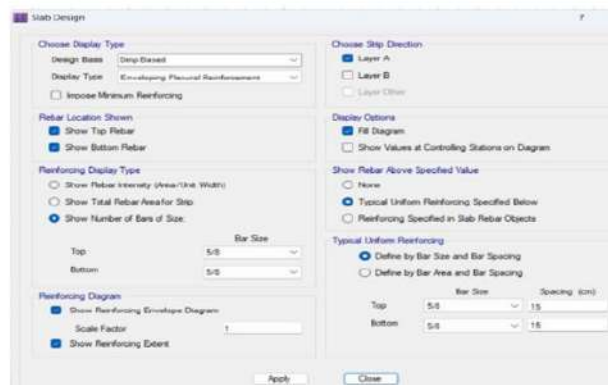 Slab Design
?
Choose Display Type
Design Basis Strip Based
Display Type Enveloping Flexural Reinforcement
Impose Minimum Reinforcing
Rebar Location Shown
Show Top Rebar
Show Bottom Rebar
Reinforcing Display Type
Show Rebar Intensity (Area/Unit Width)
Show Total Rebar Area for Strip
Show Number of Bars of Size:
Bar Size
Top 5/8
Bottom 5/8
Reinforcing Diagram
Show Reinforcing Envelope Diagram
Scale Factor 1
Show Reinforcing Extent
Choose Strip Direction
Layer A
Layer B
Layer Other
Display Options
Fill Diagram
Show Values at Controlling Stations on Diagram
Show Rebar Above Specified Value
None
Typical Uniform Reinforcing Specified Below
Reinforcing Specified in Slab Rebar Objects
Typical Uniform Reinforcing
Define by Bar Size and Bar Spacing
Define by Bar Area and Bar Spacing
Bar Size Spacing (cm)
Top 5/8 15
Bottom 5/8 15
Apply Close